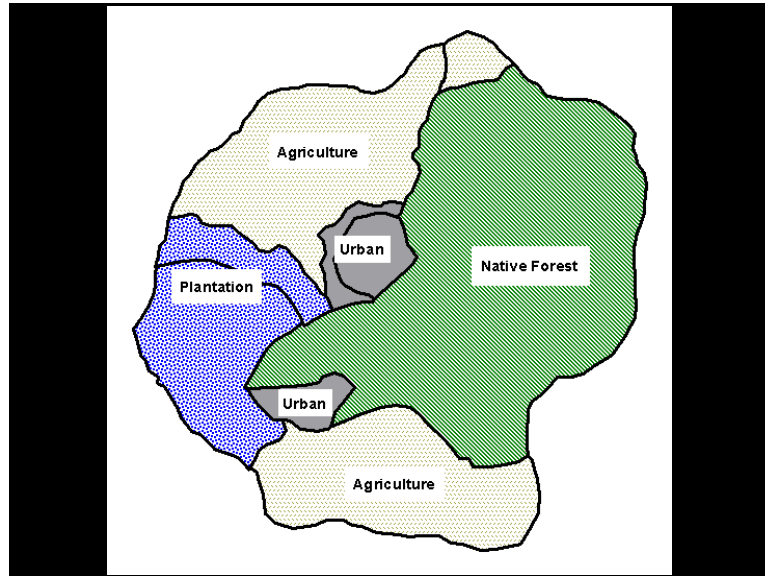 Agriculture
Urban
Native Forest
Plantation
Urban
Agriculture